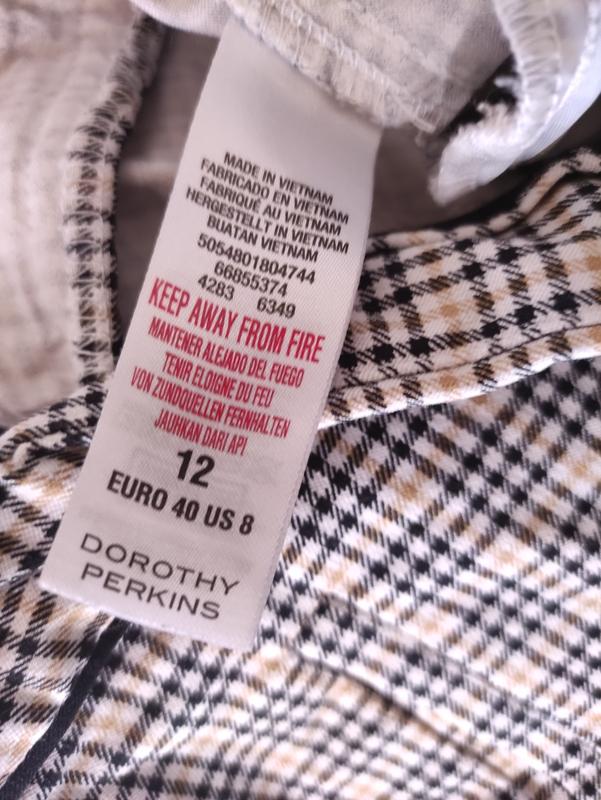 MADE IN VIETNAM
FABRICADO EN VIETNAM
FABRIQUÉ AU VIETNAM
HERGESTELLT IN VIETNAM
BUATAN VIETNAM
5054801804744
66855374
4283 6349
KEEP AWAY FROM FIRE
MANTENER ALEJADO DEL FUEGO
TENIR ELOIGNE DU FEU
VON ZUNDQUELLEN FERNHALTEN
JAUHKAN DARI API
12
EURO 40 US 8
DOROTHY
PERKINS